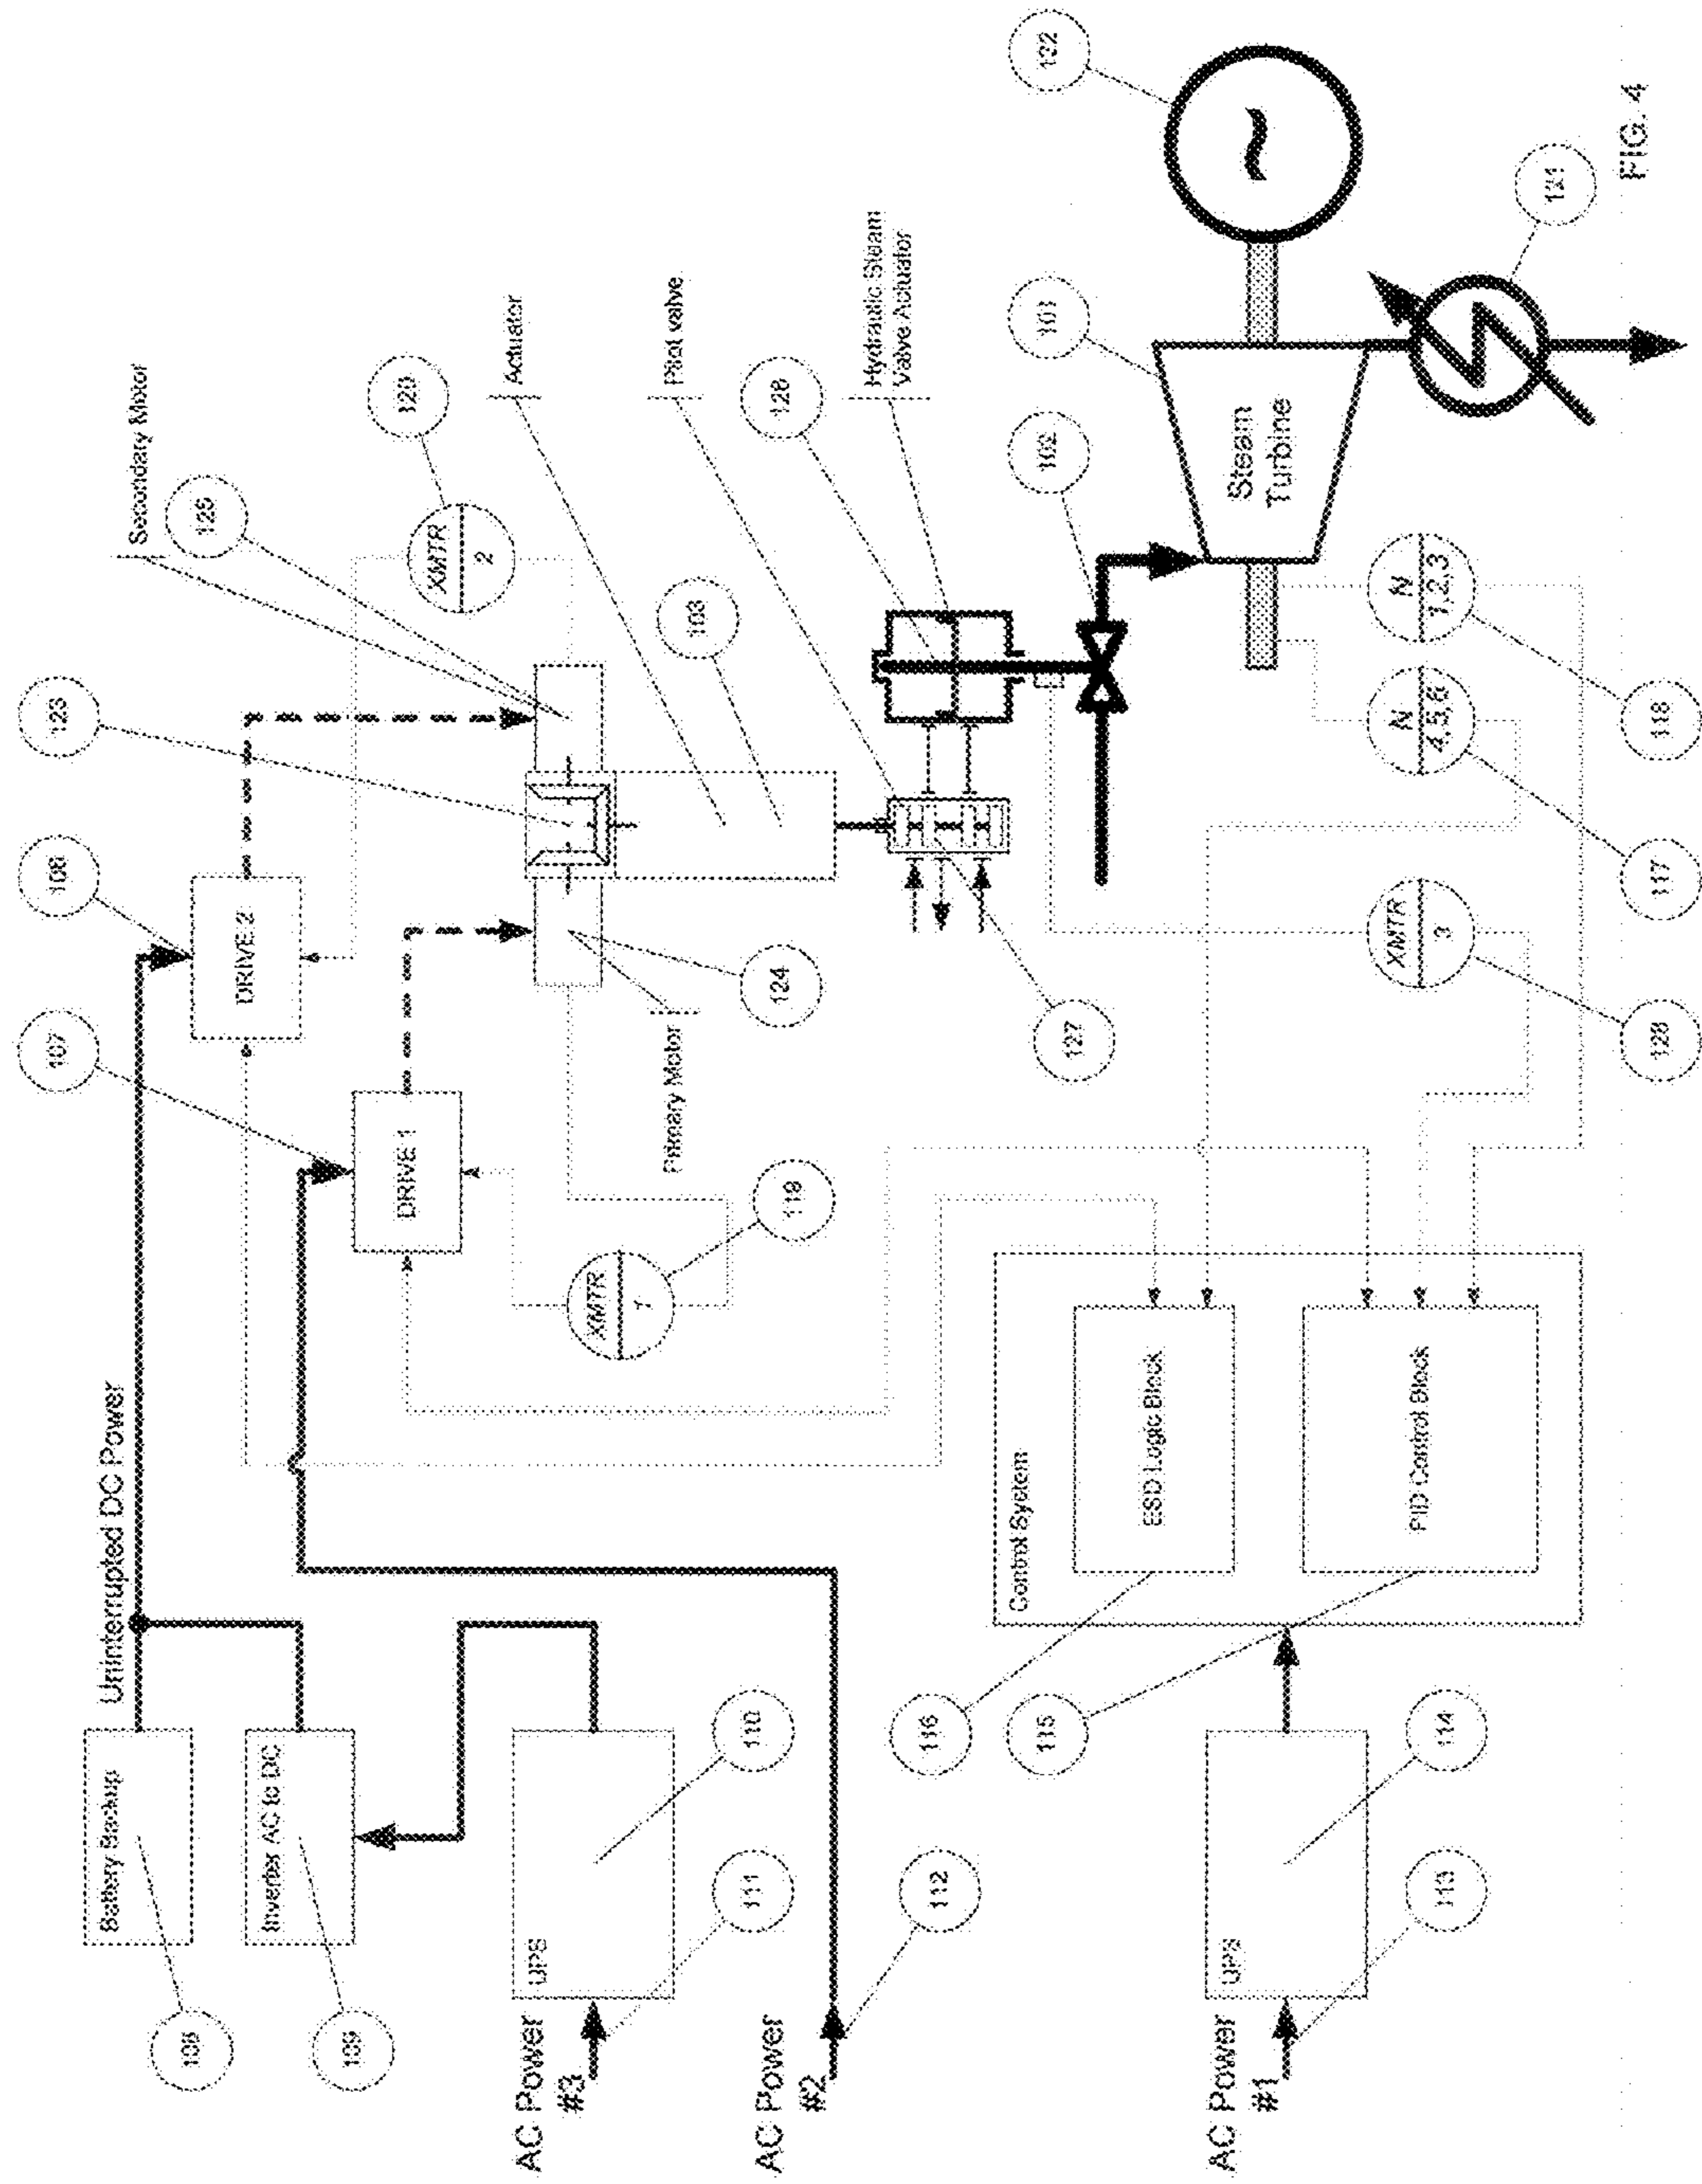 107
106
123
108
Battery Backup
Uninterrupted DC Power
Secondary Motor
125
DRIVE 2
109
Inverter AC to DC
DRIVE 1
120
XMTR
2
AC Power
#3
UPS
XMTR
1
Actuator
Primary Motor
103
Pilot valve
111
110
119
124
128
AC Power
#2
Hydraulic Steam
Valve Actuator
112
116
Control System
127
102
101
122
115
ESD Logic Block
AC Power
#1
UPS
Steam
Turbine
PID Control Block
XMTR
3
N
4,5,6
N
1,2,3
113
114
121
117
118
FIG. 4